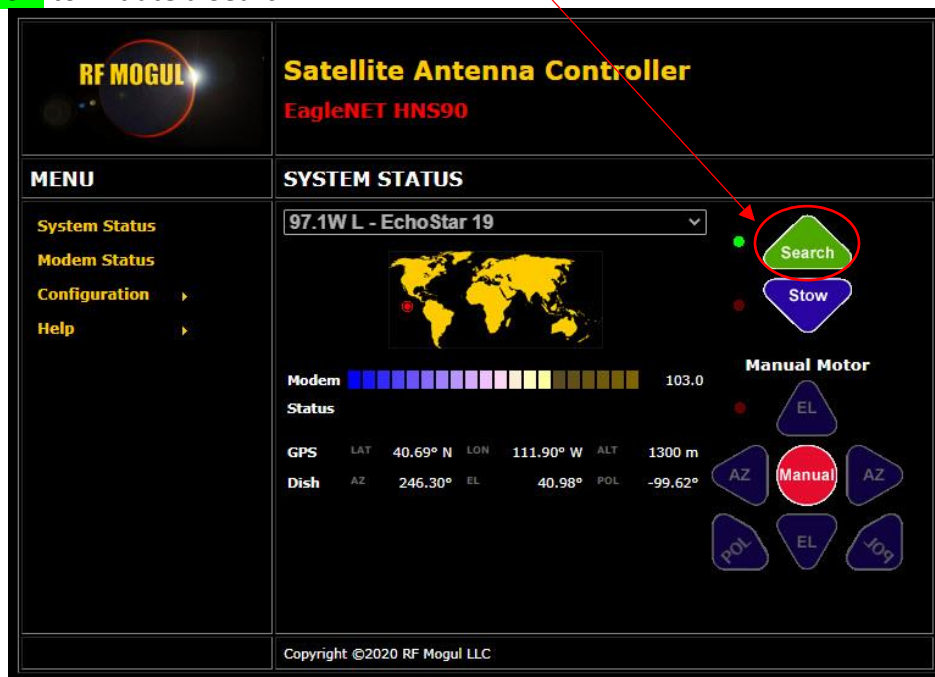 RF MOGUL
Satellite Antenna Controller
EagleNET HNS90
MENU
SYSTEM STATUS
System Status
Modem Status
Configuration
Help
97.1W L - EchoStar 19
Search
Stow
Modem 103.0
Status
GPS LAT 40.69° N LON 111.90° W ALT 1300 m
Dish AZ 246.30° EL 40.98° POL -99.62°
Manual Motor
EL
AZ Manual AZ
POL EL POL
Copyright ©2020 RF Mogul LLC